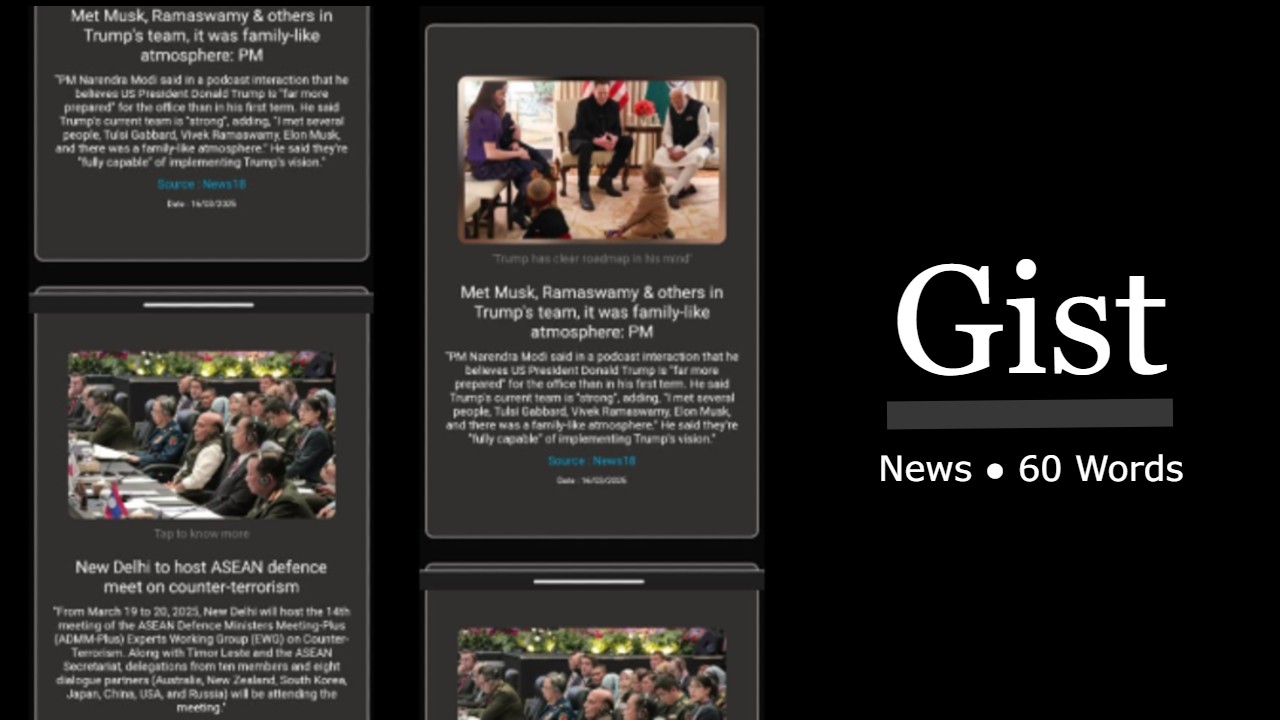 Met Musk, Ramaswamy & others in
Trump's team, it was family-like
atmosphere: PM
"PM Narendra Modi said in a podcast interaction that he
believes US President Donald Trump is "far more
prepared" for the office than in his first term. He said
Trump's current team is "strong", adding, "I met several
people, Tulsi Gabbard, Vivek Ramaswamy, Elon Musk,
and there was a family-like atmosphere." He said they're
"fully capable" of implementing Trump's vision."
Source : News18
Date : 16/03/2025
Tap to know more
New Delhi to host ASEAN defence
meet on counter-terrorism
"From March 19 to 20, 2025, New Delhi will host the 14th
meeting of the ASEAN Defence Ministers Meeting-Plus
(ADMM-Plus) Experts Working Group (EWG) on Counter-
Terrorism. Along with Timor Leste and the ASEAN
Secretariat, delegations from ten members and eight
dialogue partners (Australia, New Zealand, South Korea,
Japan, China, USA, and Russia) will be attending the
meeting."
'Trump has clear roadmap in his mind'
Met Musk, Ramaswamy & others in
Trump's team, it was family-like
atmosphere: PM
"PM Narendra Modi said in a podcast interaction that he
believes US President Donald Trump is "far more
prepared" for the office than in his first term. He said
Trump's current team is "strong", adding, "I met several
people, Tulsi Gabbard, Vivek Ramaswamy, Elon Musk,
and there was a family-like atmosphere." He said they're
"fully capable" of implementing Trump's vision."
Source : News18
Date : 16/03/2025
Gist
News ● 60 Words